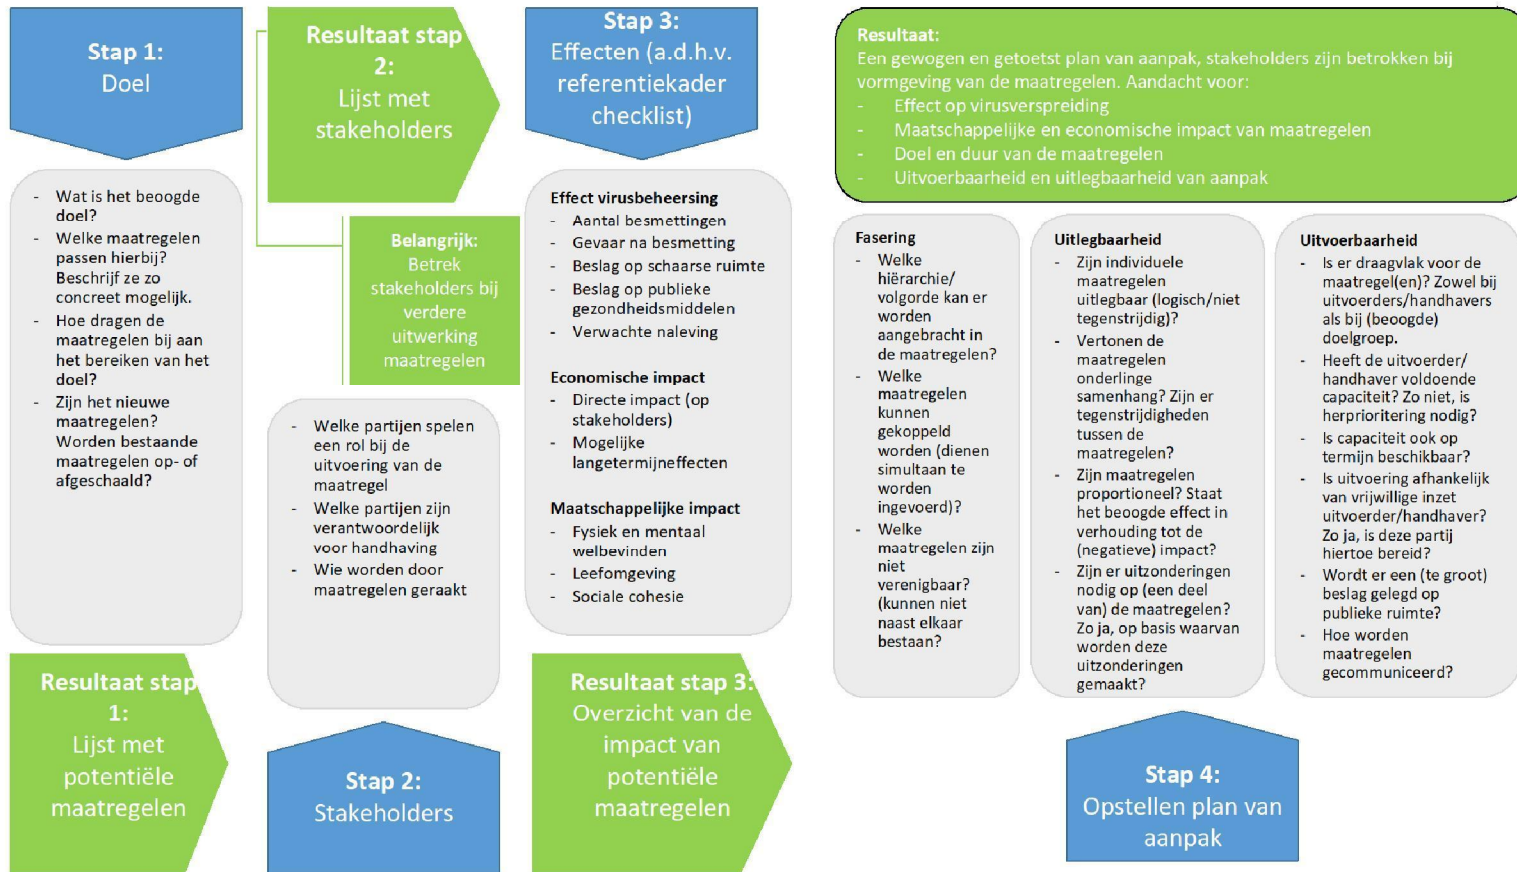 Stap 1:
Doel
- Wat is het beoogde
doel?
- Welke maatregelen
passen hierbij?
Beschrijf ze zo
concreet mogelijk.
- Hoe dragen de
maatregelen bij aan
het bereiken van het
doel?
- Zijn het nieuwe
maatregelen?
Worden bestaande
maatregelen op- of
afgeschaald?
Resultaat stap
1:
Lijst met
potentiële
maatregelen
Resultaat stap
2:
Lijst met
stakeholders
Belangrijk:
Betrek
stakeholders bij
verdere
uitwerking
maatregelen
- Welke partijen spelen
een rol bij de
uitvoering van de
maatregel
- Welke partijen zijn
verantwoordelijk
voor handhaving
- Wie worden door
maatregelen geraakt
Stap 2:
Stakeholders
Stap 3:
Effecten (a.d.h.v.
referentiekader
checklist)
Effect virusbeheersing
- Aantal besmettingen
- Gevaar na besmetting
- Beslag op schaarse ruimte
- Beslag op publieke
gezondheidsmiddelen
- Verwachte naleving
Economische impact
- Directe impact (op
stakeholders)
- Mogelijke
langetermijneffecten
Maatschappelijke impact
- Fysiek en mentaal
welbevinden
- Leefomgeving
- Sociale cohesie
Resultaat stap 3:
Overzicht van de
impact van
potentiële
maatregelen
Resultaat:
Een gewogen en getoetst plan van aanpak, stakeholders zijn betrokken bij
vormgeving van de maatregelen. Aandacht voor:
- Effect op virusverspreiding
- Maatschappelijke en economische impact van maatregelen
- Doel en duur van de maatregelen
- Uitvoerbaarheid en uitlegbaarheid van aanpak
Fasering
- Welke
hiërarchie/
volgorde kan er
worden
aangebracht in
de maatregelen?
- Welke
maatregelen
kunnen
gekoppeld
worden (dienen
simultaan te
worden
ingevoerd)?
- Welke
maatregelen zijn
niet
verenigbaar?
(kunnen niet
naast elkaar
bestaan?
Uitlegbaarheid
- Zijn individuele
maatregelen
uitlegbaar (logisch/niet
tegenstrijdig)?
- Vertonen de
maatregelen
onderlinge
samenhang? Zijn er
tegenstrijdigheden
tussen de
maatregelen?
- Zijn maatregelen
proportioneel? Staat
het beoogde effect in
verhouding tot de
(negatieve) impact?
- Zijn er uitzonderingen
nodig op (een deel
van) de maatregelen?
Zo ja, op basis waarvan
worden deze
uitzonderingen
gemaakt?
Uitvoerbaarheid
- Is er draagvlak voor de
maatregel(en)? Zowel bij
uitvoerders/handhavers
als bij (beoogde)
doelgroep.
- Heeft de uitvoerder/
handhaver voldoende
capaciteit? Zo niet, is
herprioritering nodig?
- Is capaciteit ook op
termijn beschikbaar?
- Is uitvoering afhankelijk
van vrijwillige inzet
uitvoerder/handhaver?
Zo ja, is deze partij
hiertoe bereid?
- Wordt er een (te groot)
beslag gelegd op
publieke ruimte?
- Hoe worden
maatregelen
gecommuniceerd?
Stap 4:
Opstellen plan van
aanpak